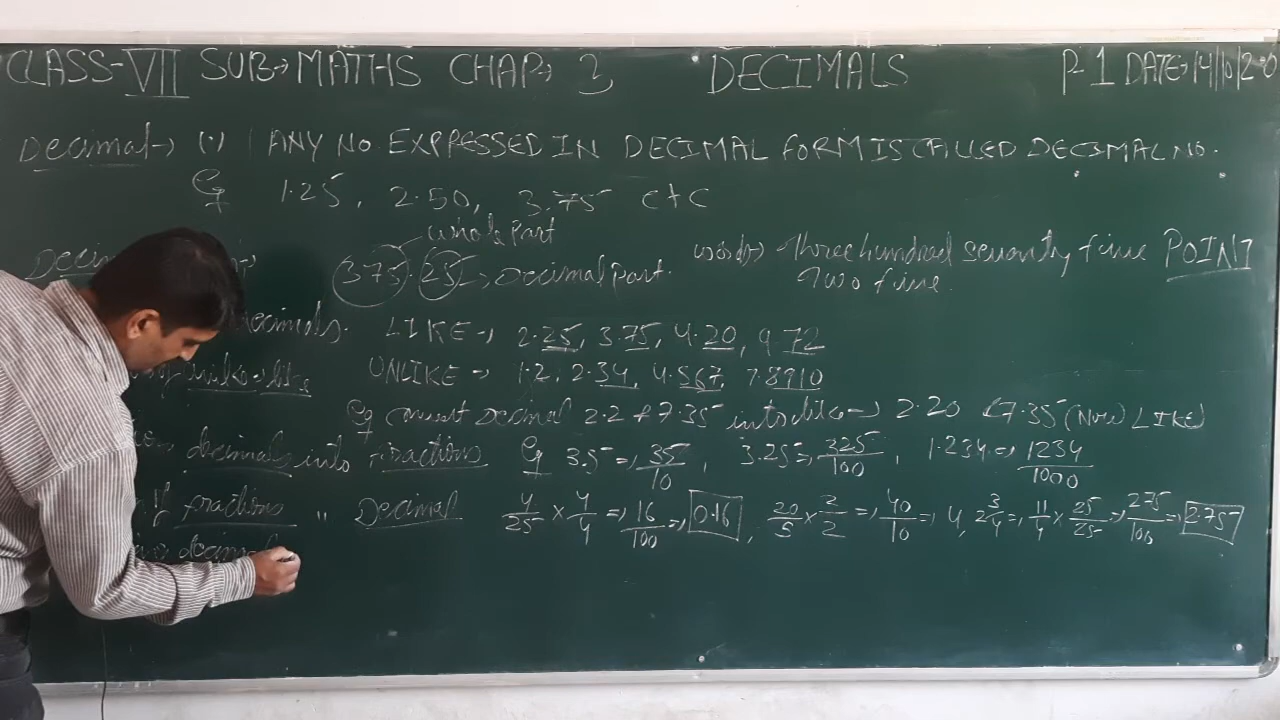 CLASS-VII SUB→MATHS CHAP→ 3 DECIMALS P-1 DATE→14/10/20
Decimal→ (·) ANY NO. EXPRESSED IN DECIMAL FORM IS CALLED DECIMAL NO.
Eg 1.25, 2.50, 3.75 etc
whole part
375.25 → Decimal part. words→ Three hundred seventy five POINT
Two five.
decimals. LIKE→ 2.25, 3.75, 4.20, 9.72
unlike→like UNLIKE→ 1.2, 2.34, 4.567, 7.8910
Eg convert Decimal 2.2 & 7.35 into like→ 2.20 & 7.35 (Now LIKE)
decimals into fractions Eg 3.5⇒ 35/10, 3.25⇒ 325/100, 1.234⇒ 1234/1000
of fractions " Decimal 4/25 × 4/4 ⇒ 16/100 ⇒ 0.16, 20/5 × 2/2 ⇒ 40/10 ⇒ 4, 2 3/4 ⇒ 11/4 × 25/25 ⇒ 275/100 ⇒ 2.75